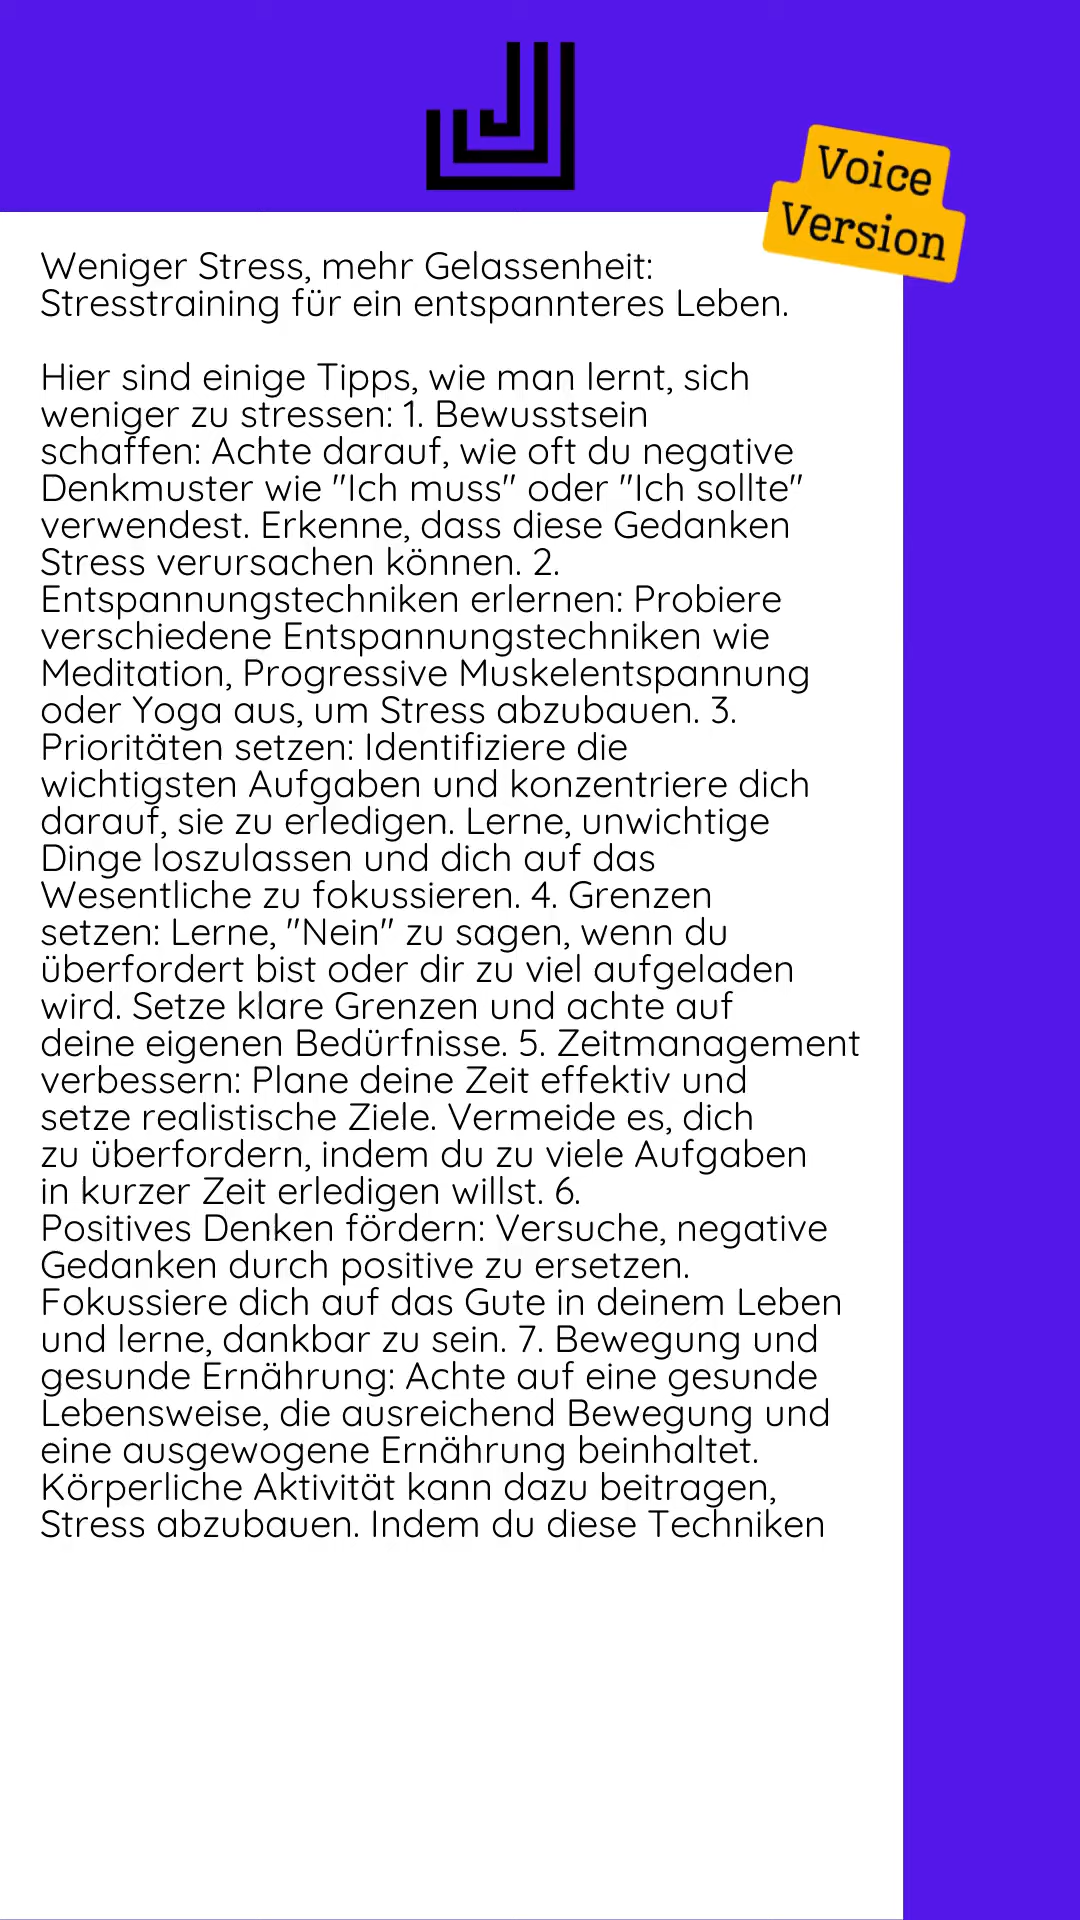 Voice
Version
Weniger Stress, mehr Gelassenheit:
Stresstraining für ein entspannteres Leben.
Hier sind einige Tipps, wie man lernt, sich
weniger zu stressen: 1. Bewusstsein
schaffen: Achte darauf, wie oft du negative
Denkmuster wie "Ich muss" oder "Ich sollte"
verwendest. Erkenne, dass diese Gedanken
Stress verursachen können. 2.
Entspannungstechniken erlernen: Probiere
verschiedene Entspannungstechniken wie
Meditation, Progressive Muskelentspannung
oder Yoga aus, um Stress abzubauen. 3.
Prioritäten setzen: Identifiziere die
wichtigsten Aufgaben und konzentriere dich
darauf, sie zu erledigen. Lerne, unwichtige
Dinge loszulassen und dich auf das
Wesentliche zu fokussieren. 4. Grenzen
setzen: Lerne, "Nein" zu sagen, wenn du
überfordert bist oder dir zu viel aufgeladen
wird. Setze klare Grenzen und achte auf
deine eigenen Bedürfnisse. 5. Zeitmanagement
verbessern: Plane deine Zeit effektiv und
setze realistische Ziele. Vermeide es, dich
zu überfordern, indem du zu viele Aufgaben
in kurzer Zeit erledigen willst. 6.
Positives Denken fördern: Versuche, negative
Gedanken durch positive zu ersetzen.
Fokussiere dich auf das Gute in deinem Leben
und lerne, dankbar zu sein. 7. Bewegung und
gesunde Ernährung: Achte auf eine gesunde
Lebensweise, die ausreichend Bewegung und
eine ausgewogene Ernährung beinhaltet.
Körperliche Aktivität kann dazu beitragen,
Stress abzubauen. Indem du diese Techniken